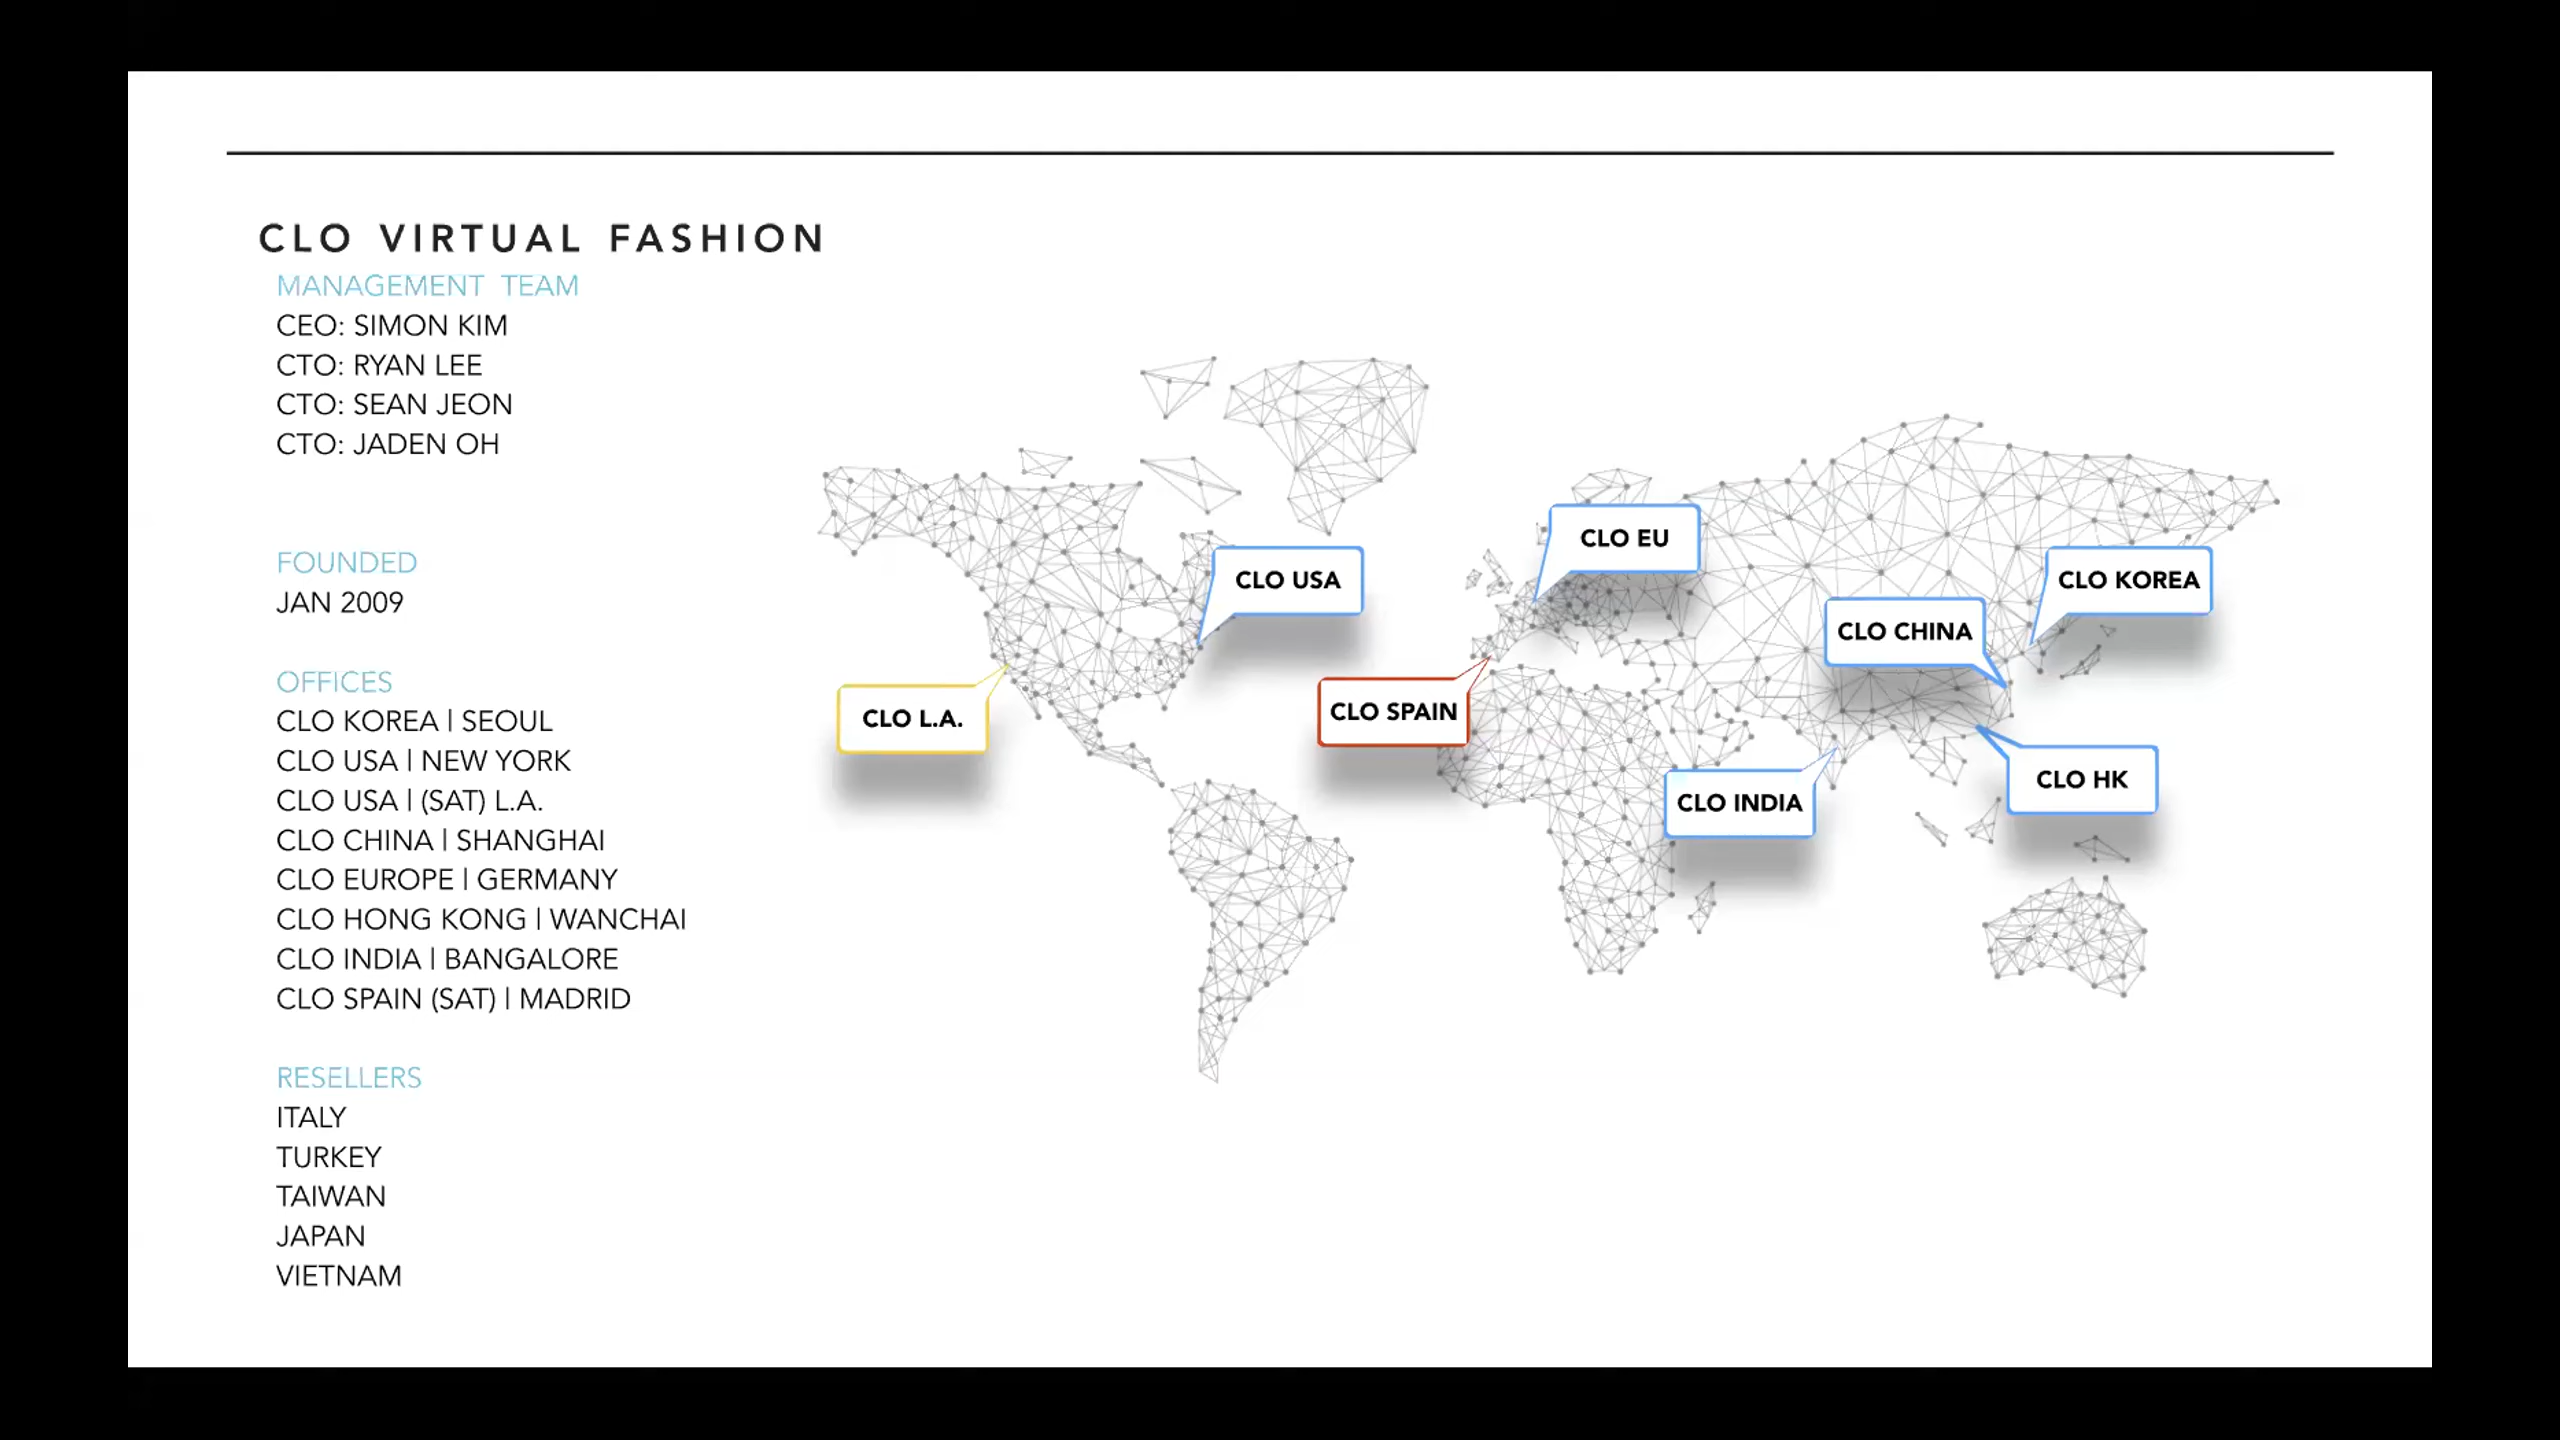 CLO VIRTUAL FASHION
MANAGEMENT TEAM
CEO: SIMON KIM
CTO: RYAN LEE
CTO: SEAN JEON
CTO: JADEN OH
FOUNDED
JAN 2009
OFFICES
CLO KOREA | SEOUL
CLO USA | NEW YORK
CLO USA | (SAT) L.A.
CLO CHINA | SHANGHAI
CLO EUROPE | GERMANY
CLO HONG KONG | WANCHAI
CLO INDIA | BANGALORE
CLO SPAIN (SAT) | MADRID
RESELLERS
ITALY
TURKEY
TAIWAN
JAPAN
VIETNAM
CLO EU
CLO USA
CLO KOREA
CLO CHINA
CLO L.A.
CLO SPAIN
CLO INDIA
CLO HK